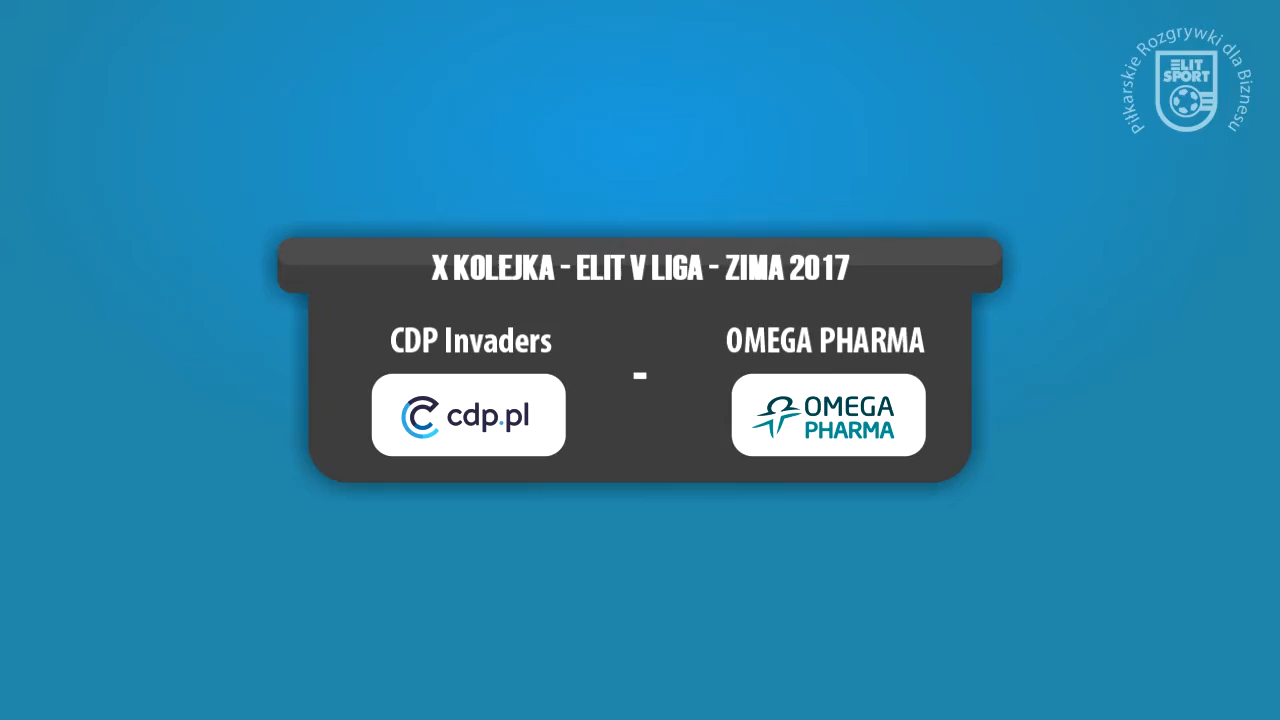 Piłkarskie Rozgrywki dla Biznesu
ELIT
SPORT
X KOLEJKA - ELIT V LIGA - ZIMA 2017
CDP Invaders
-
OMEGA PHARMA
cdp.pl
OMEGA
PHARMA